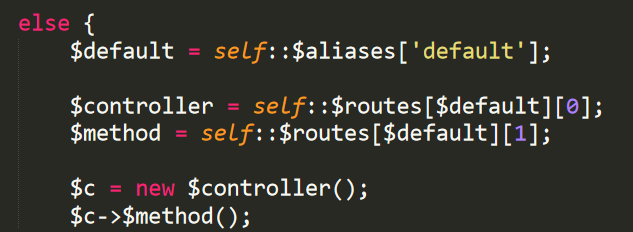 else {
$default = self::$aliases['default'];
$controller = self::$routes[$default][0];
$method = self::$routes[$default][1];
$c = new $controller();
$c->$method();